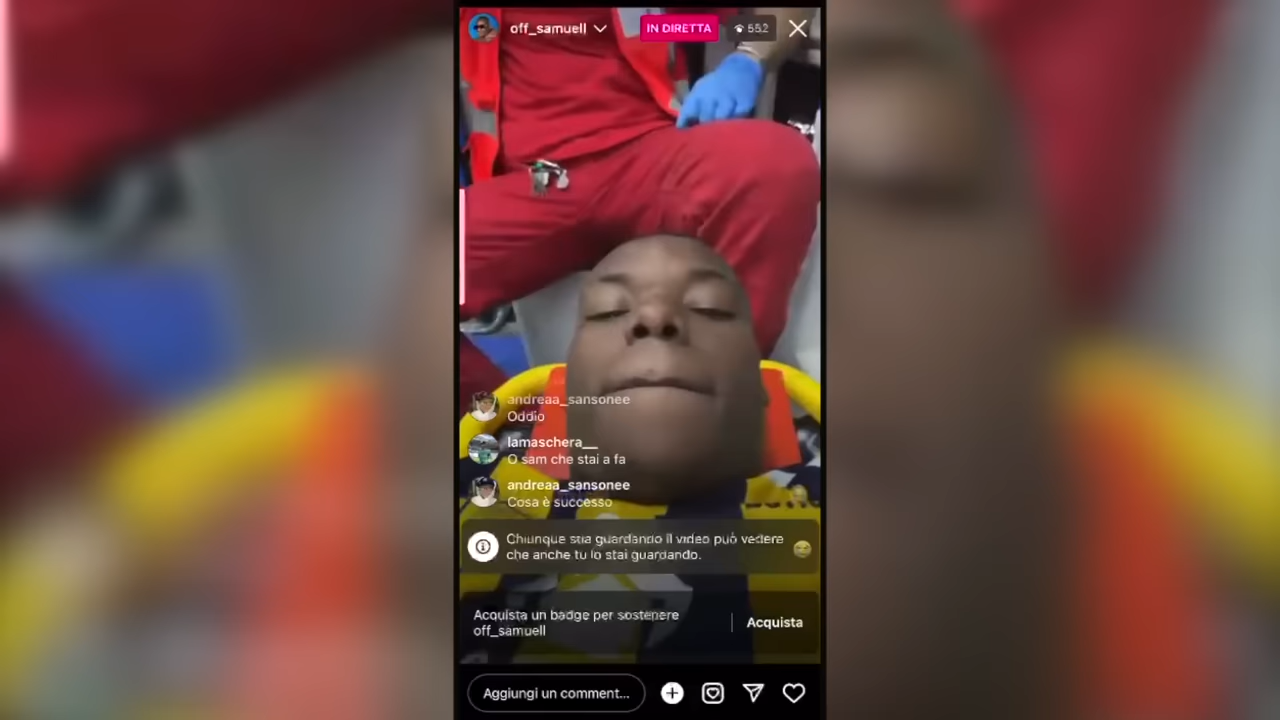 off_samuell
IN DIRETTA
552
andreaa_sansonee
Oddio
lamaschera__
O sam che stai a fa
andreaa_sansonee
Cosa è successo
Chiunque stia guardando il video può vedere
che anche tu lo stai guardando.
Acquista un badge per sostenere
off_samuell
Acquista
Aggiungi un comment...